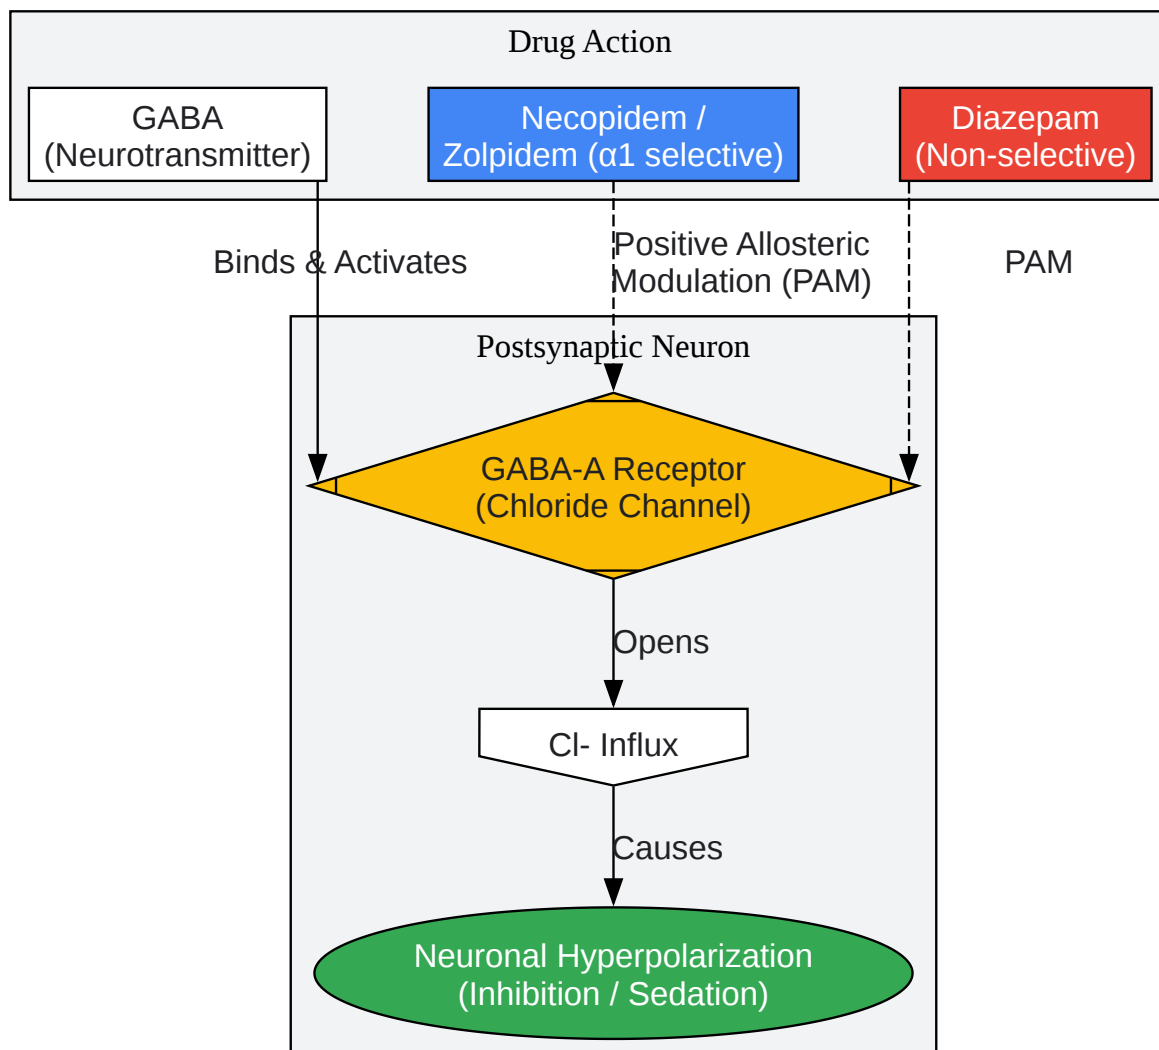 Drug Action
GABA
(Neurotransmitter)
Necopidem /
Zolpidem (α1 selective)
Diazepam
(Non-selective)
Binds & Activates
Positive Allosteric
Modulation (PAM)
PAM
Postsynaptic Neuron
GABA-A Receptor
(Chloride Channel)
Opens
Cl- Influx
Causes
Neuronal Hyperpolarization
(Inhibition / Sedation)